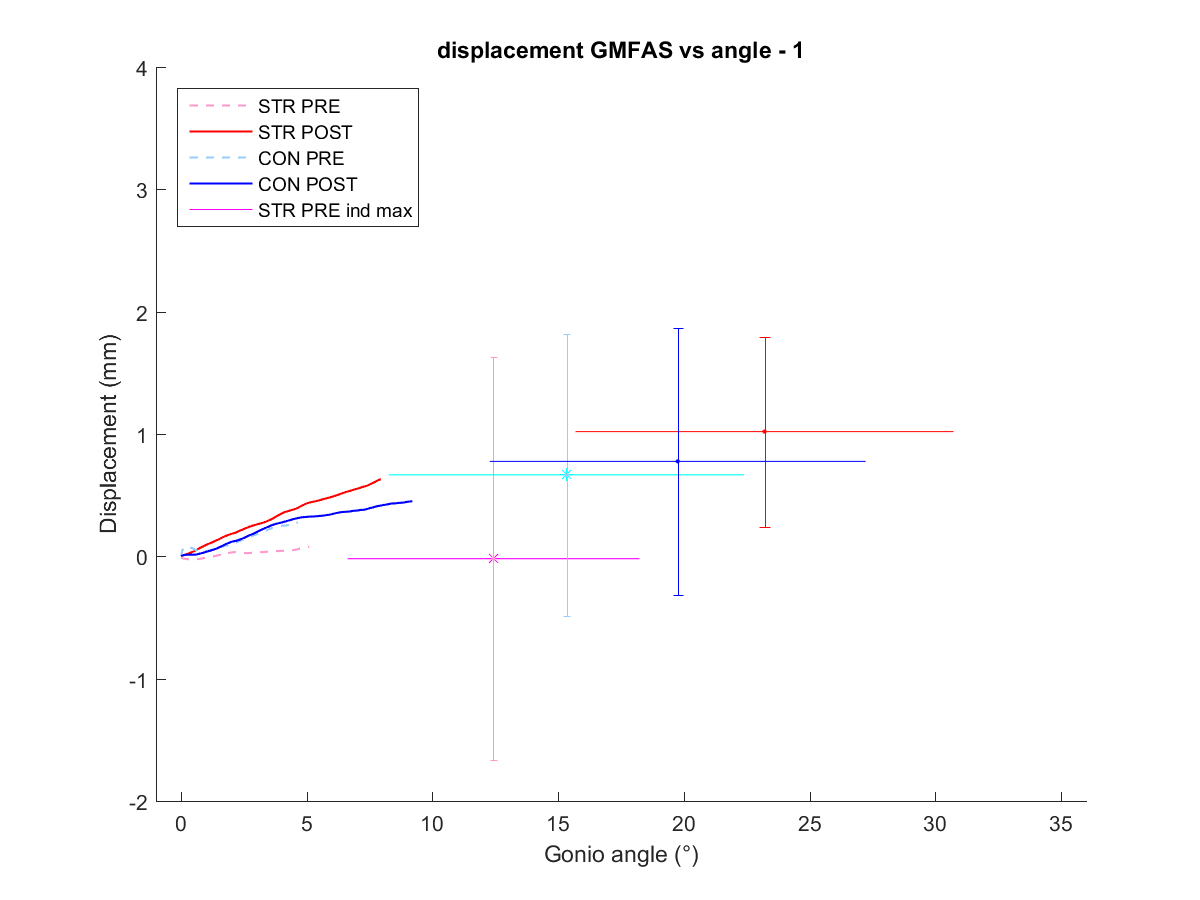 displacement GMFAS vs angle - 1
4
3
2
1
0
-1
-2
Displacement (mm)
STR PRE
STR POST
CON PRE
CON POST
STR PRE ind max
0 5 10 15 20 25 30 35
Gonio angle (°)